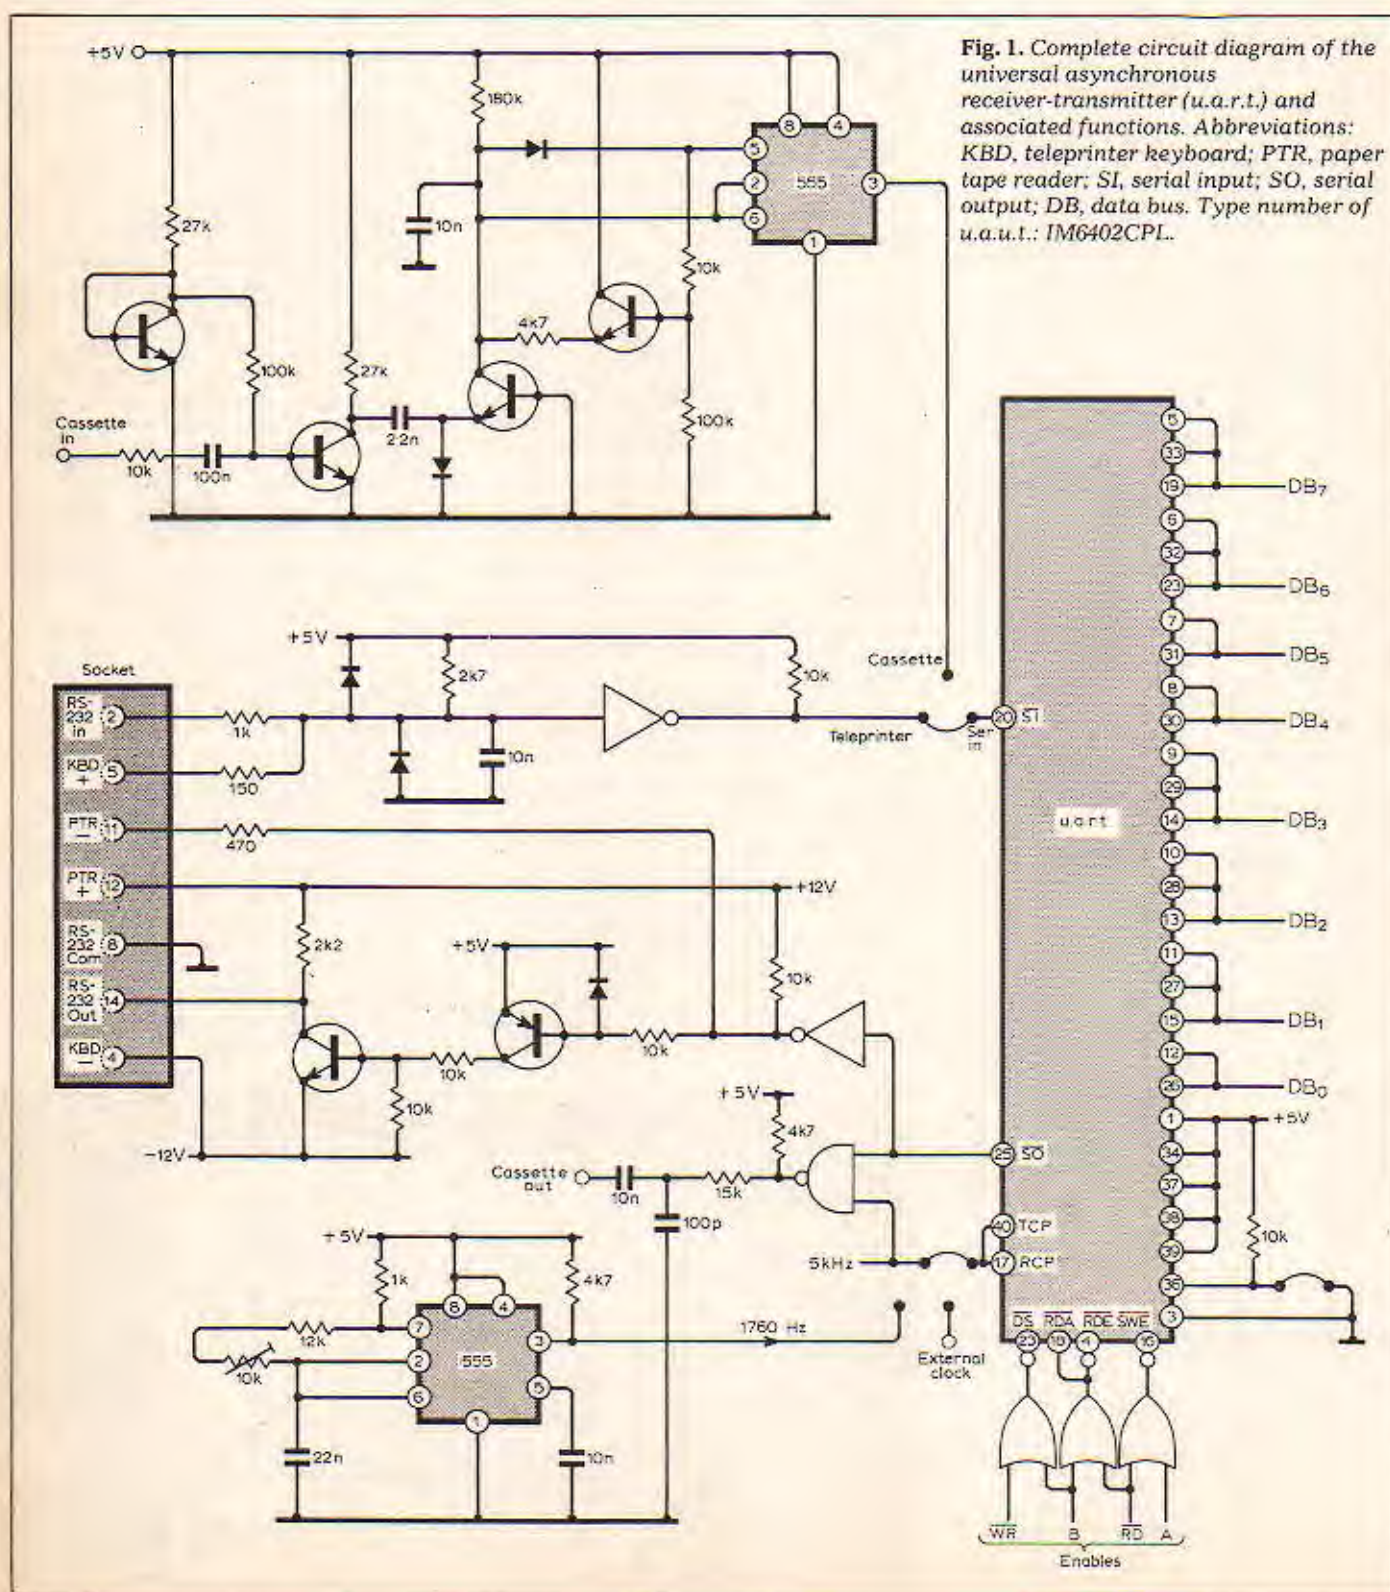 Fig. 1. Complete circuit diagram of the
universal asynchronous
receiver-transmitter (u.a.r.t.) and
associated functions. Abbreviations:
KBD, teleprinter keyboard; PTR, paper
tape reader; SI, serial input; SO, serial
output; DB, data bus. Type number of
u.a.u.t.: IM6402CPL.
+5V
180k
8
4
5
2
555
3
6
1
27k
10n
10k
4k7
100k
27k
100k
Cassette
in
10k
100n
2·2n
5
33
19
DB7
6
32
23
DB6
7
31
DB5
8
30
DB4
9
29
14
DB3
10
28
13
DB2
11
27
15
DB1
12
26
DB0
1
+5V
34
37
38
39
10k
36
3
u.a.r.t
20
SI
25
SO
40
TCP
17
RCP
DS
RDA
RDE
SWE
23
18
4
16
WR
B
RD
A
Enables
Cassette
Teleprinter
Ser
in
+5V
2k7
10k
10n
Socket
RS-
232
in
2
1k
KBD
+
5
150
PTR
–
11
470
PTR
+
12
+12V
RS-
232
Com
8
RS-
232
Out
14
KBD
–
4
2k2
+5V
10k
10k
10k
10k
–12V
+5V
4k7
Cassette
out
10n
15k
100p
5kHz
+5V
1k
4k7
8
4
7
12k
10k
2
555
3
6
5
1
22n
10n
1760 Hz
External
clock